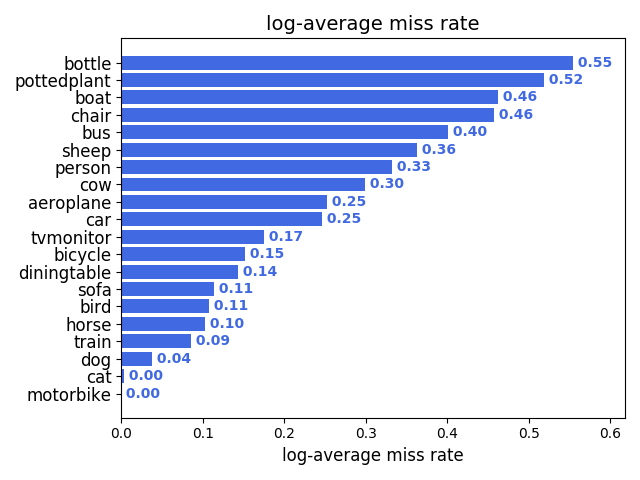 log-average miss rate
bottle 0.55
pottedplant 0.52
boat 0.46
chair 0.46
bus 0.40
sheep 0.36
person 0.33
cow 0.30
aeroplane 0.25
car 0.25
tvmonitor 0.17
bicycle 0.15
diningtable 0.14
sofa 0.11
bird 0.11
horse 0.10
train 0.09
dog 0.04
cat 0.00
motorbike 0.00
0.0 0.1 0.2 0.3 0.4 0.5 0.6
log-average miss rate